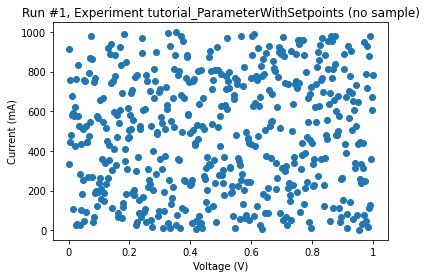 Run #1, Experiment tutorial_ParameterWithSetpoints (no sample)
1000
800
600
400
200
0
Current (mA)
0 0.2 0.4 0.6 0.8 1
Voltage (V)